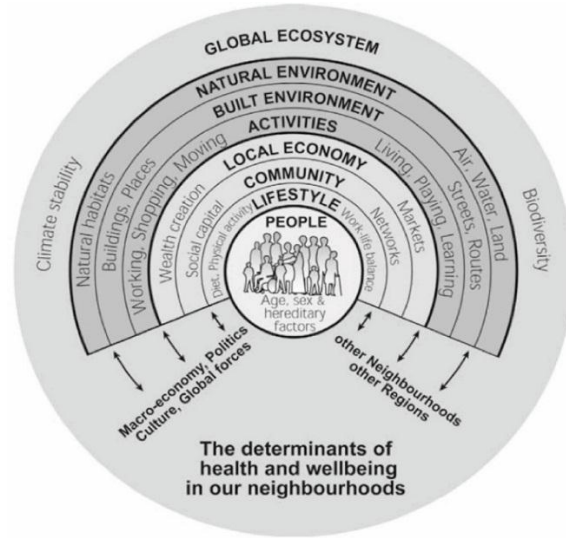 GLOBAL ECOSYSTEM
NATURAL ENVIRONMENT
BUILT ENVIRONMENT
ACTIVITIES
LOCAL ECONOMY
COMMUNITY
LIFESTYLE
PEOPLE
Age, sex &
hereditary
factors
Climate stability
Natural habitats
Buildings, Places
Working, Shopping, Moving
Wealth creation
Social capital
Diet, Physical activity
Work-life balance
Networks
Markets
Living, Playing, Learning
Streets, Routes
Air, Water, Land
Biodiversity
Macro-economy, Politics
Culture, Global forces
other Neighbourhoods
other Regions
The determinants of
health and wellbeing
in our neighbourhoods